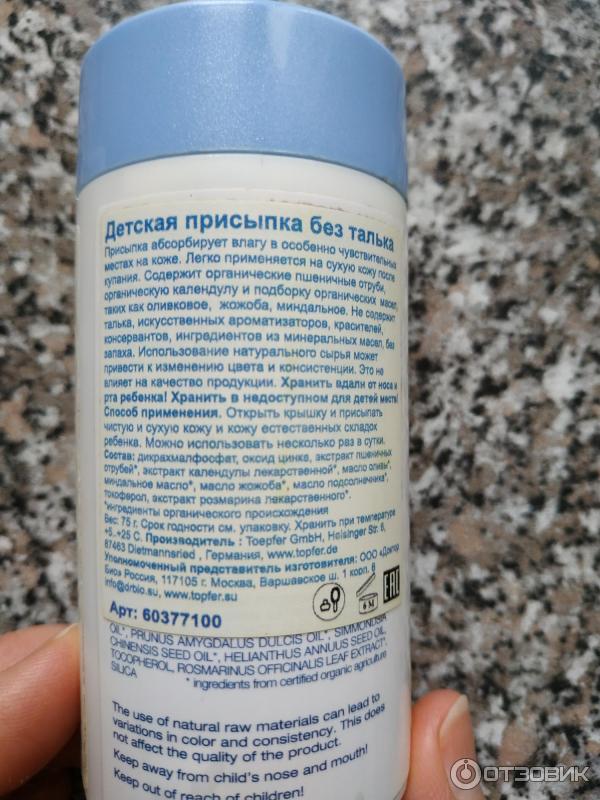 Детская присыпка без талька
Присыпка абсорбирует влагу в особенно чувствительных
местах на коже. Легко применяется на сухую кожу после
купания. Содержит органические пшеничные отруби,
органическую календулу и подборку органических масел,
таких как оливковое, жожоба, миндальное. Не содержит
талька, искусственных ароматизаторов, красителей,
консервантов, ингредиентов из минеральных масел, без
запаха. Использование натурального сырья может
привести к изменению цвета и консистенции. Это не
влияет на качество продукции. Хранить вдали от носа и
рта ребенка! Хранить в недоступном для детей месте!
Способ применения. Открыть крышку и присыпать
чистую и сухую кожу и кожу естественных складок
ребенка. Можно использовать несколько раз в сутки.
Состав: дикрахмалфосфат, оксид цинка, экстракт пшеничных
отрубей*, экстракт календулы лекарственной*, масло оливы*,
миндальное масло*, масло жожоба*, масло подсолнечника*,
токоферол, экстракт розмарина лекарственного*.
*ингредиенты органического происхождения
Вес: 75 г. Срок годности см. упаковку. Хранить при температуре
+5..+25 С. Производитель : Toepfer GmbH, Heisinger Str. 6,
87463 Dietmannsried , Германия, www.topfer.com
Уполномоченный представитель изготовителя: ООО «Доктор
Био» Россия, 117105 г. Москва, Варшавское ш. 1 корп. 6
info@drbio.su, www.topfer.su
6 M
EAC
Арт: 60377100
OIL*, PRUNUS AMYGDALUS DULCIS OIL*, SIMMONDSIA
CHINENSIS SEED OIL*, HELIANTHUS ANNUUS SEED OIL,
TOCOPHEROL, ROSMARINUS OFFICINALIS LEAF EXTRACT*,
* ingredients from certified organic agriculture
SILICA
The use of natural raw materials can lead to
variations in color and consistency. This does
not affect the quality of the product.
Keep away from child's nose and mouth!
Keep out of reach of children!
ОТЗОВИК